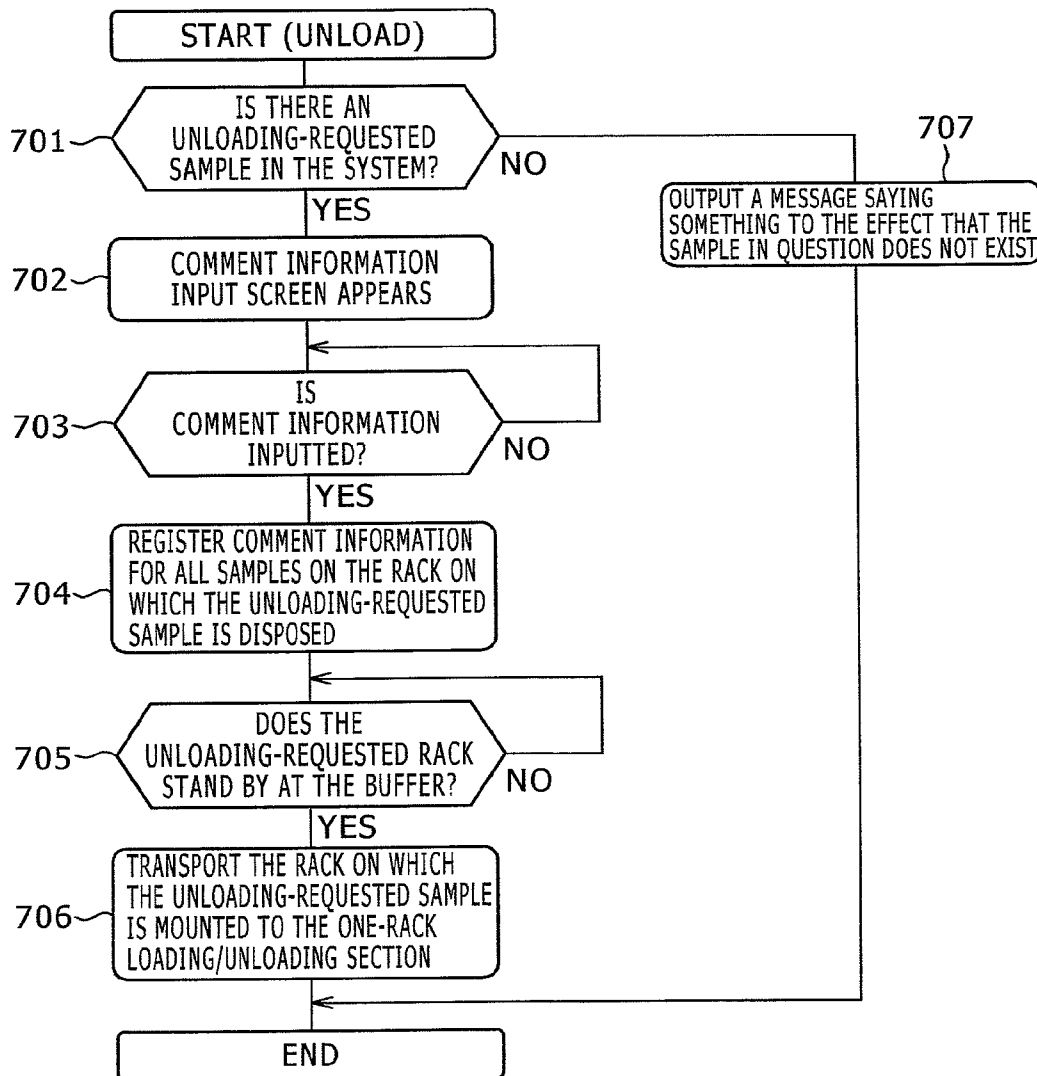 START (UNLOAD)
701
IS THERE AN
UNLOADING-REQUESTED
SAMPLE IN THE SYSTEM?
NO
YES
707
OUTPUT A MESSAGE SAYING
SOMETHING TO THE EFFECT THAT THE
SAMPLE IN QUESTION DOES NOT EXIST
702
COMMENT INFORMATION
INPUT SCREEN APPEARS
703
IS
COMMENT INFORMATION
INPUTTED?
NO
YES
704
REGISTER COMMENT INFORMATION
FOR ALL SAMPLES ON THE RACK ON
WHICH THE UNLOADING-REQUESTED
SAMPLE IS DISPOSED
705
DOES THE
UNLOADING-REQUESTED RACK
STAND BY AT THE BUFFER?
NO
YES
706
TRANSPORT THE RACK ON WHICH
THE UNLOADING-REQUESTED SAMPLE
IS MOUNTED TO THE ONE-RACK
LOADING/UNLOADING SECTION
END